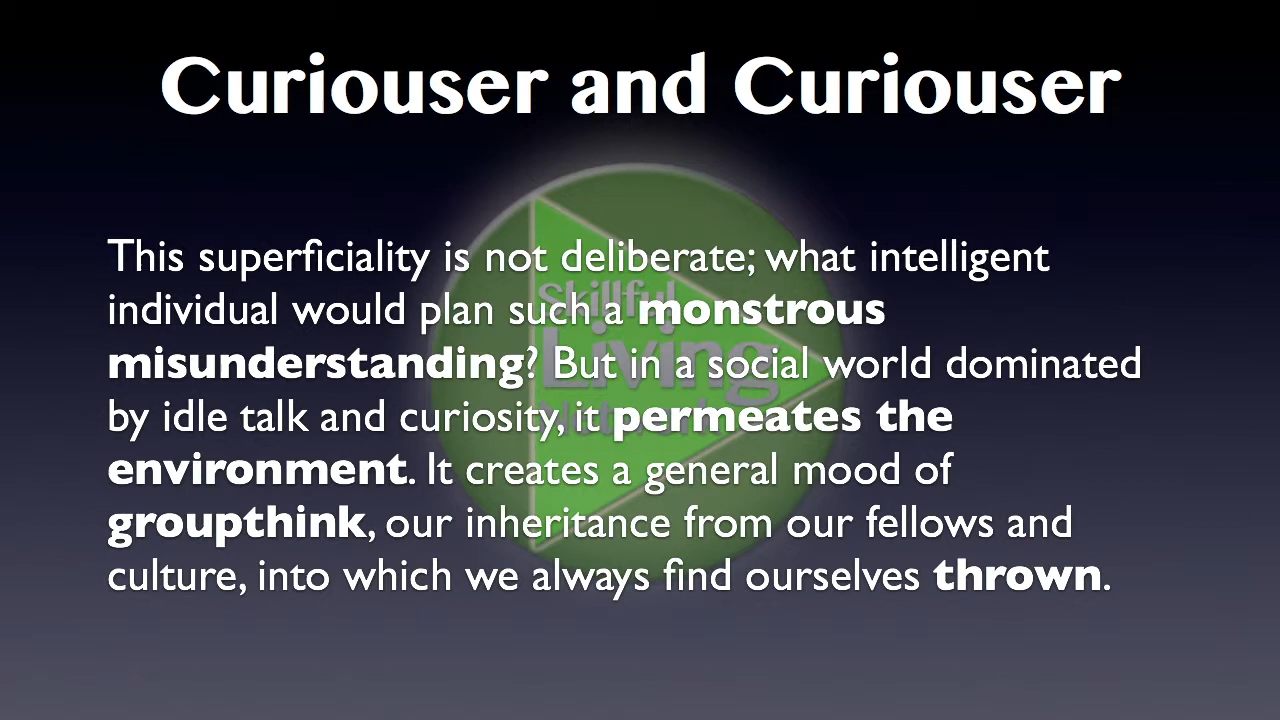 Curiouser and Curiouser
This superficiality is not deliberate; what intelligent
individual would plan such a monstrous
misunderstanding? But in a social world dominated
by idle talk and curiosity, it permeates the
environment. It creates a general mood of
groupthink, our inheritance from our fellows and
culture, into which we always find ourselves thrown.
Skillful
Living